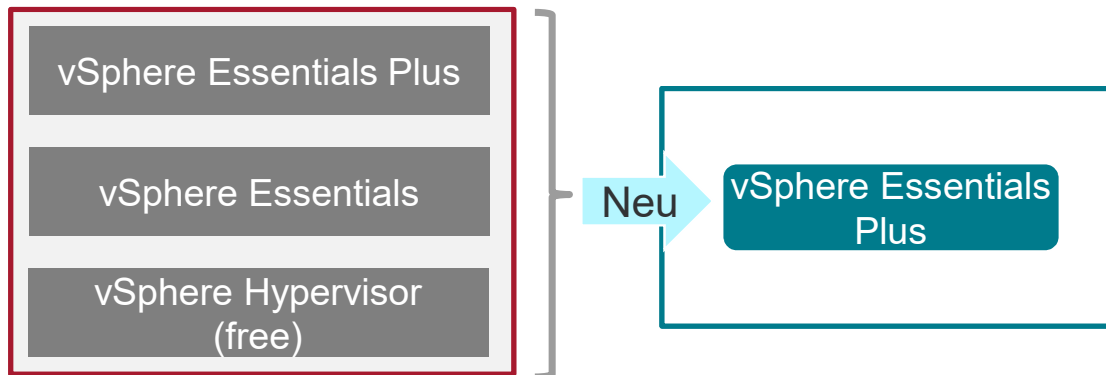 vSphere Essentials Plus
vSphere Essentials
vSphere Hypervisor
(free)
Neu
vSphere Essentials
Plus